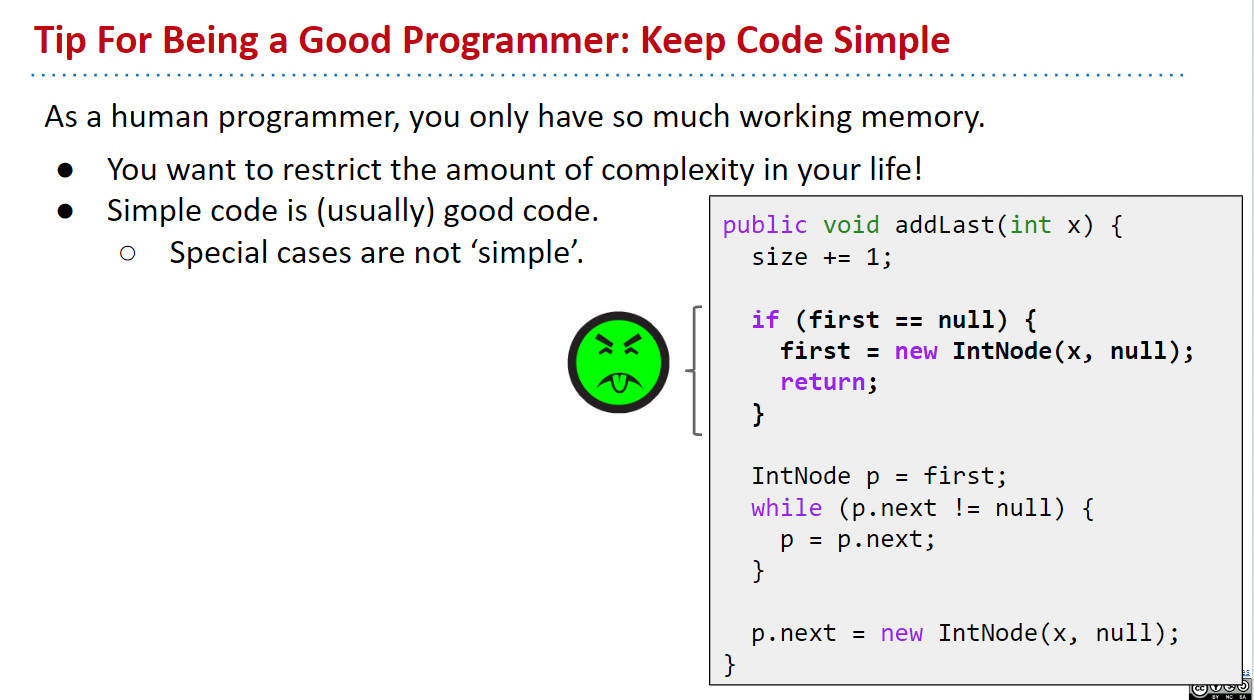 Tip For Being a Good Programmer: Keep Code Simple
As a human programmer, you only have so much working memory.
● You want to restrict the amount of complexity in your life!
● Simple code is (usually) good code.
○ Special cases are not ‘simple’.
public void addLast(int x) {
size += 1;
if (first == null) {
first = new IntNode(x, null);
return;
}
IntNode p = first;
while (p.next != null) {
p = p.next;
}
p.next = new IntNode(x, null);
}
BY NC SA